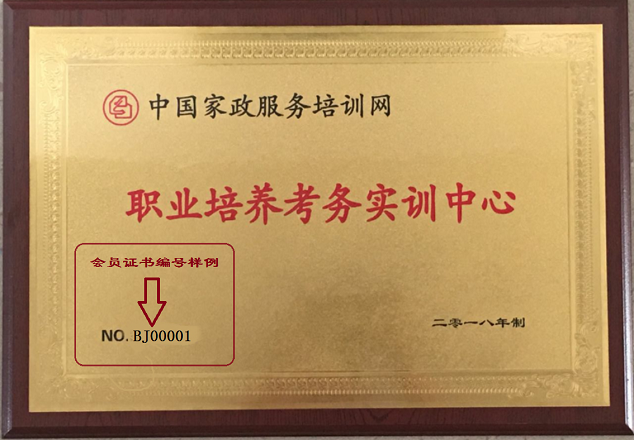 中国家政服务培训网
职业培养考务实训中心
会员证书编号样例
NO. BJ00001
二零一八年制